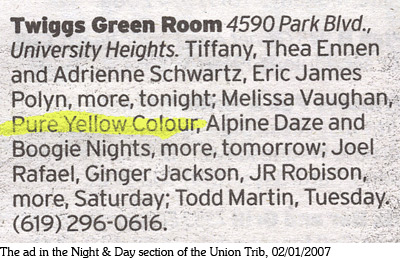 Twiggs Green Room 4590 Park Blvd.,
University Heights. Tiffany, Thea Ennen
and Adrienne Schwartz, Eric James
Polyn, more, tonight; Melissa Vaughan,
Pure Yellow Colour, Alpine Daze and
Boogie Nights, more, tomorrow; Joel
Rafael, Ginger Jackson, JR Robison,
more, Saturday; Todd Martin, Tuesday.
(619) 296-0616.
The ad in the Night & Day section of the Union Trib, 02/01/2007